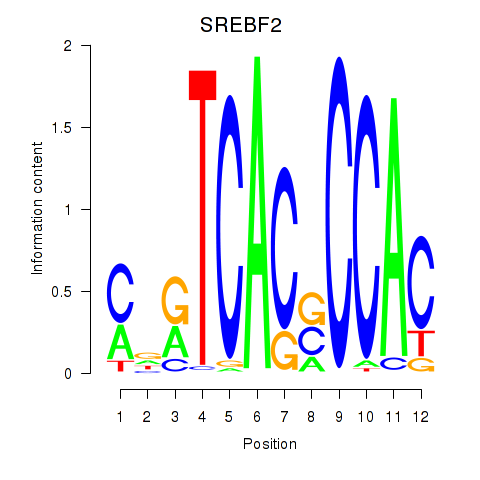 SREBF2
2
1.5
1
0.5
0
Information content
C G T C A C G C C A C
A G A G C G A C T G
T A C C G A A T C G
1 2 3 4 5 6 7 8 9 10 11 12
Position